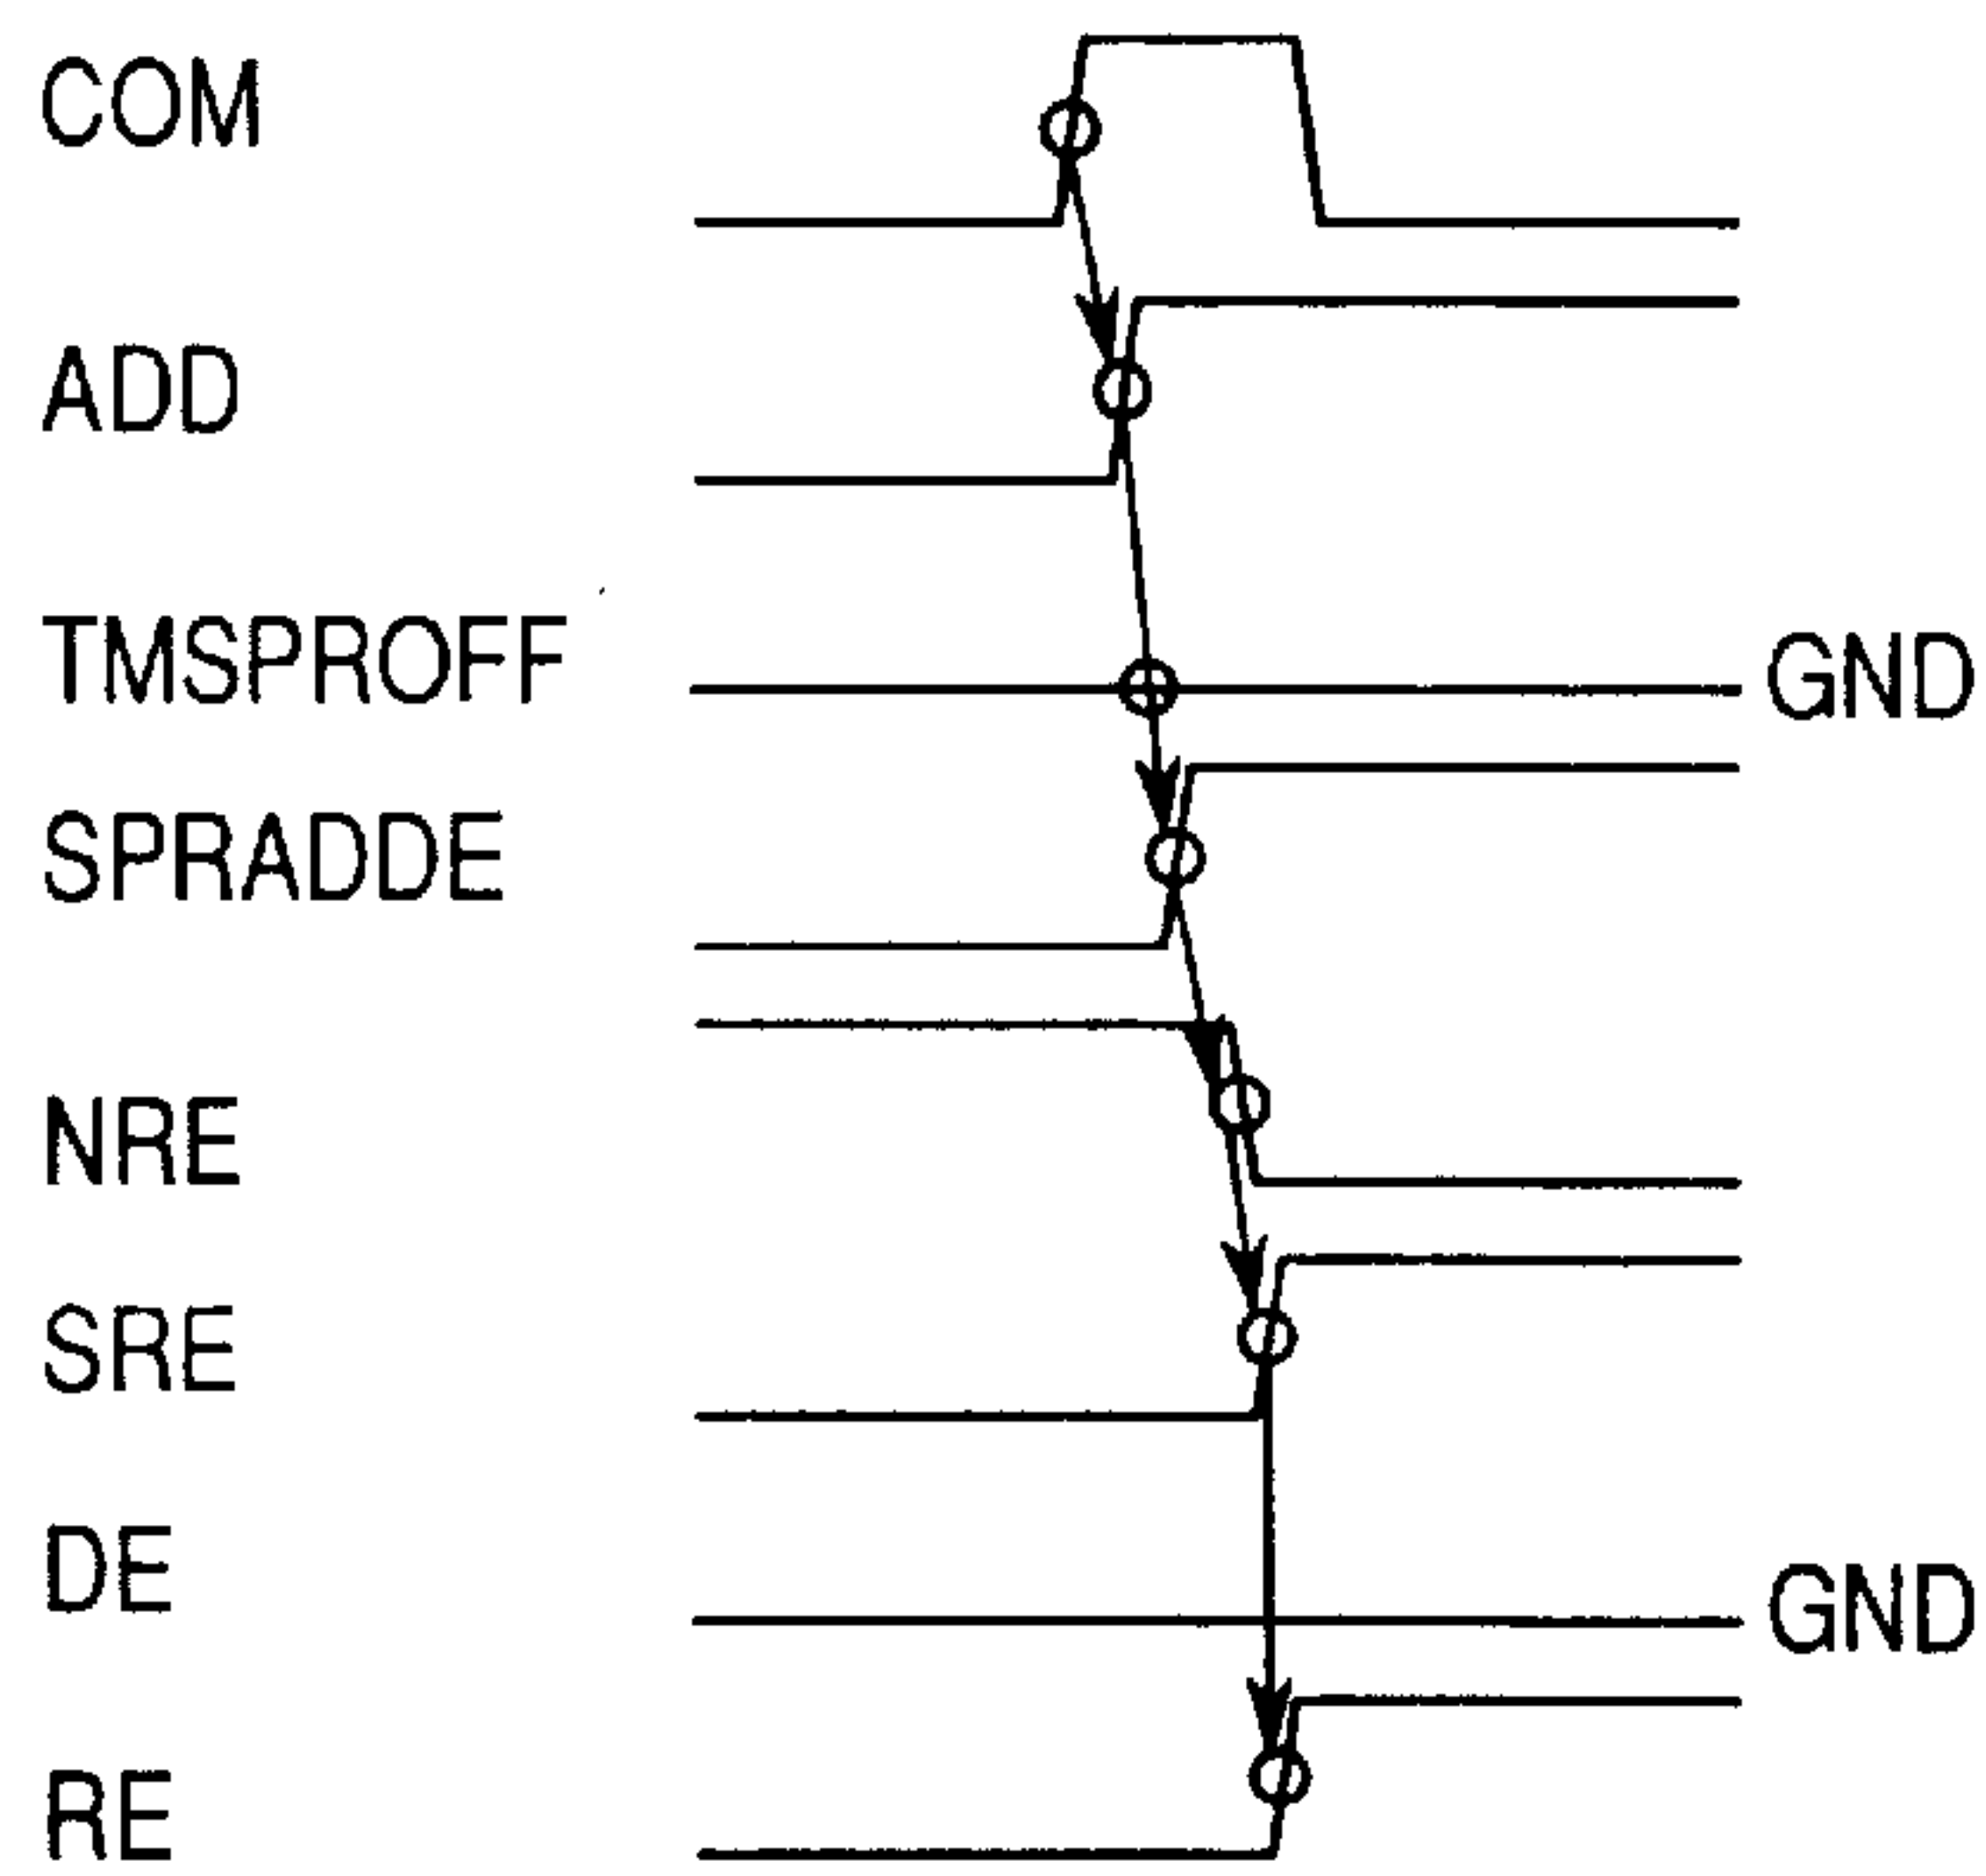 COM
ADD
TMSPROFF GND
SPRADDE
NRE
SRE
DE GND
RE